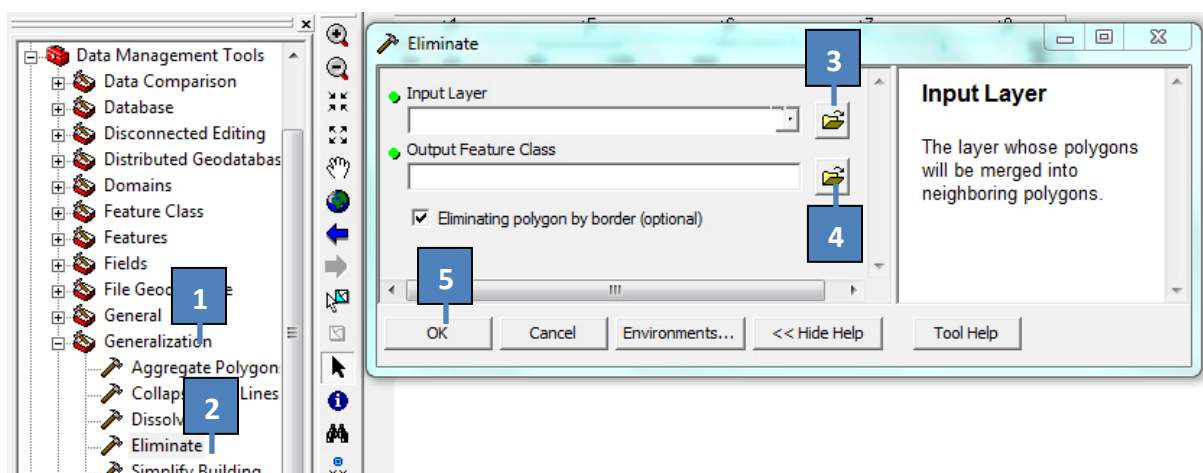 Data Management Tools
Data Comparison
Database
Disconnected Editing
Distributed Geodatabas
Domains
Feature Class
Features
Fields
File Geod
General
Generalization
Aggregate Polygon
Collaps Lines
Dissolv
Eliminate
Simplify Building
1
2
Eliminate
3
Input Layer
Output Feature Class
Eliminating polygon by border (optional)
4
5
OK Cancel Environments... << Hide Help Tool Help
Input Layer
The layer whose polygons
will be merged into
neighboring polygons.